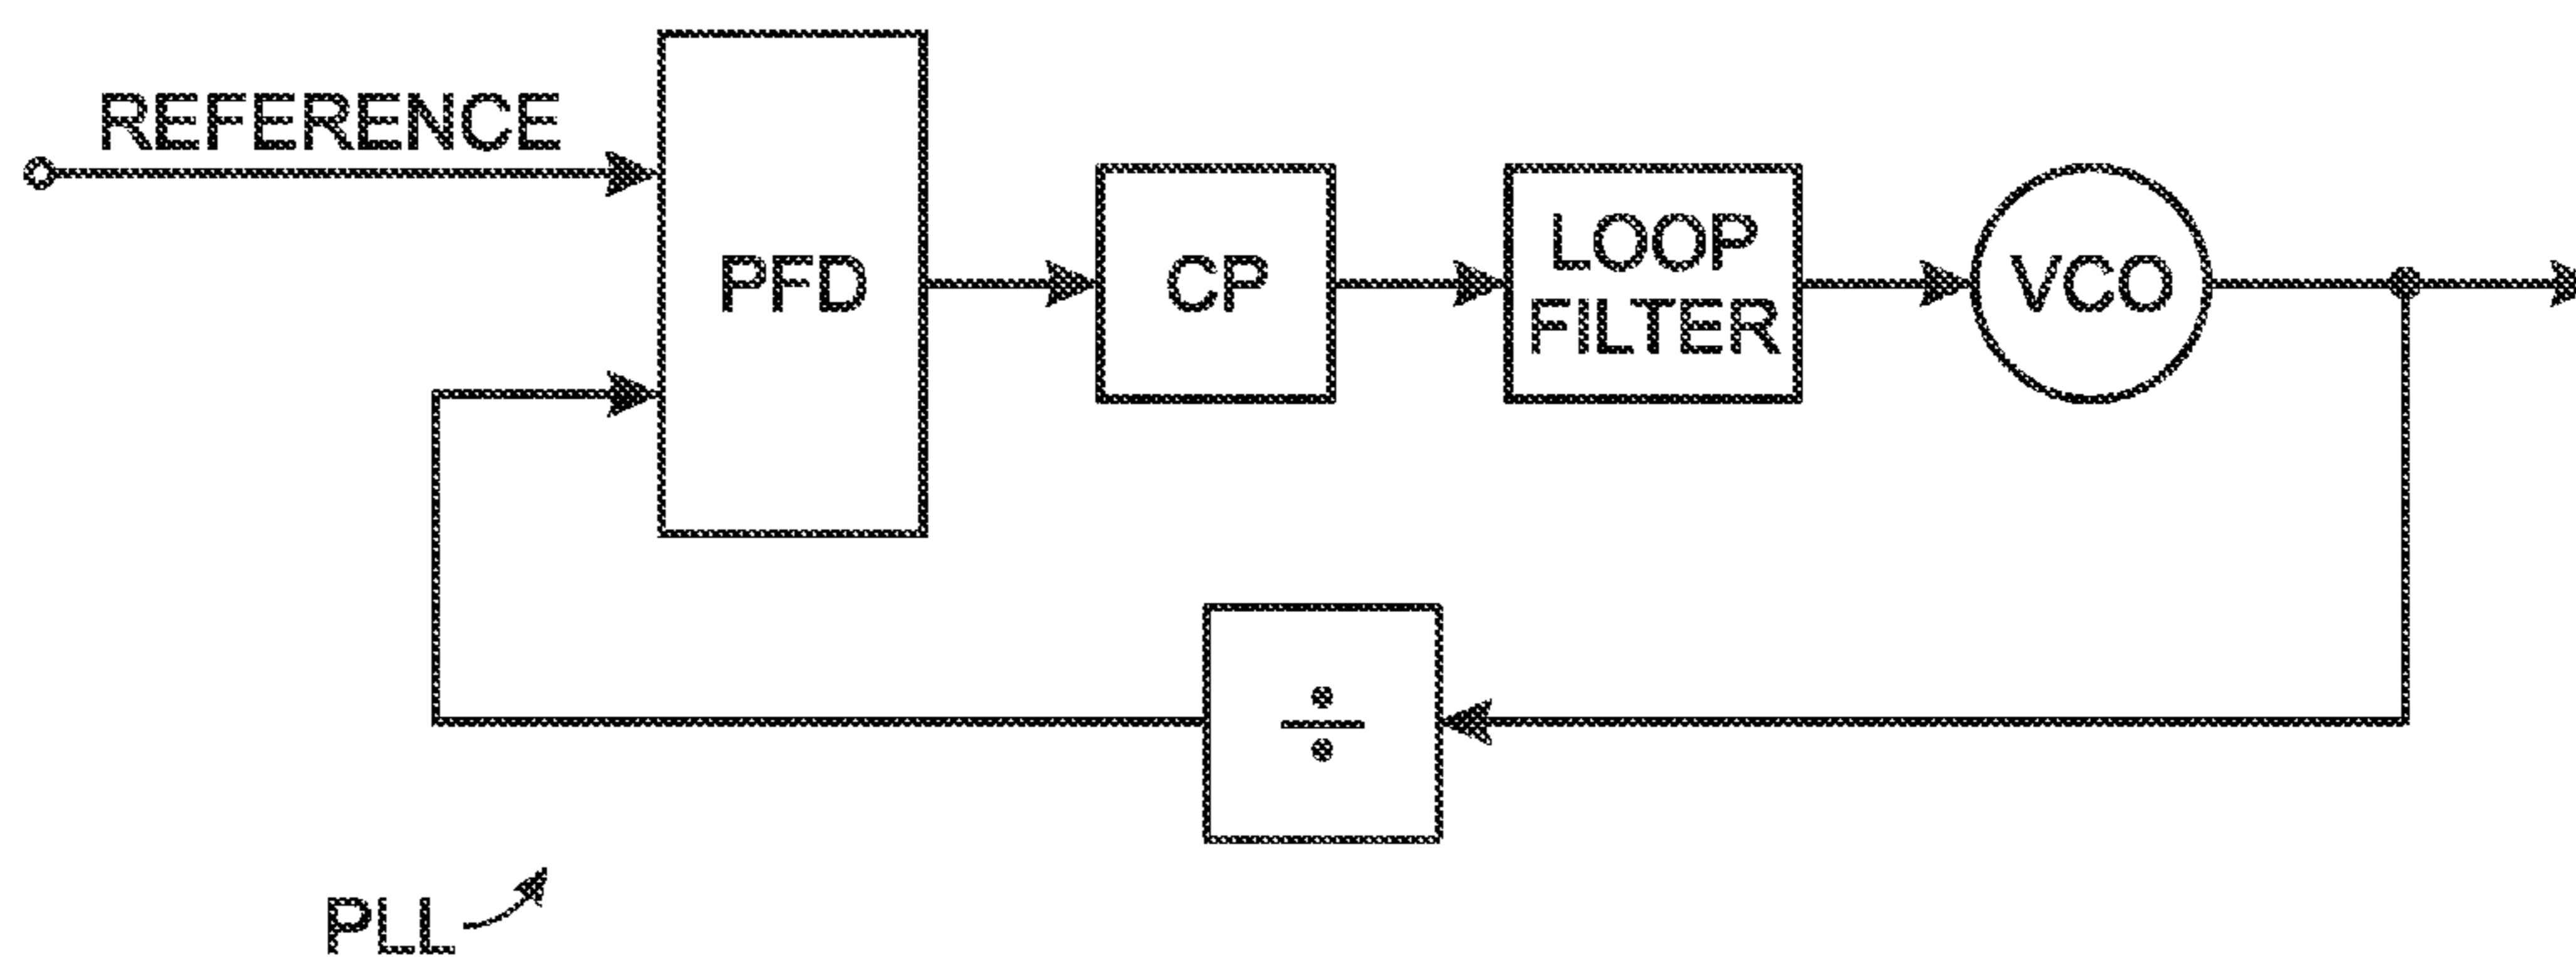 REFERENCE
PFD
CP
LOOP
FILTER
VCO
÷
PLL